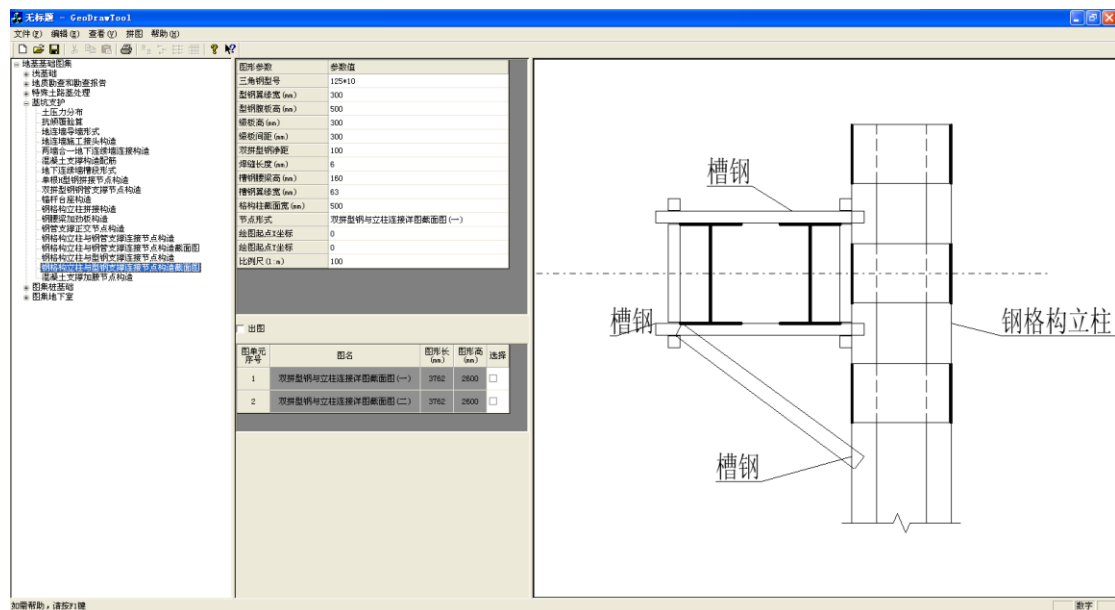 无标题 - GeoDrawTool
文件(F) 编辑(E) 查看(V) 拼图 帮助(H)
地基基础图集
浅基础
地质勘查和勘查报告
特殊土路基处理
基坑支护
土压力分布
抗倾覆验算
地连墙导墙形式
地连墙施工接头构造
两墙合一地下连续墙连接构造
混凝土支撑构造配筋
地下连续墙槽段形式
单根H型钢拼接节点构造
双拼型钢钢管支撑节点构造
锚杆台座构造
钢格构立柱拼接构造
钢腰梁加劲板构造
钢管支撑正交节点构造
钢格构立柱与钢管支撑连接节点构造
钢格构立柱与钢管支撑连接节点构造截面图
钢格构立柱与型钢支撑连接节点构造
钢格构立柱与型钢支撑连接节点构造截面图
混凝土支撑加腋节点构造
图集桩基础
图集地下室
图形参数 参数值
三角钢型号 125*10
型钢翼缘宽(mm) 300
型钢腹板高(mm) 500
缀板高(mm) 300
缀板间距(mm) 300
双拼型钢净距 100
焊缝长度(mm) 6
槽钢腰梁高(mm) 160
槽钢翼缘宽(mm) 63
格构柱截面宽(mm) 500
节点形式 双拼型钢与立柱连接详图截面图(一)
绘图起点X坐标 0
绘图起点Y坐标 0
比例尺(1:n) 100
出图
图单元序号 图名 图形长(mm) 图形高(mm) 选择
1 双拼型钢与立柱连接详图截面图(一) 3762 2600
2 双拼型钢与立柱连接详图截面图(二) 3762 2600
槽钢
槽钢
钢格构立柱
槽钢
如需帮助，请按F1键
数字